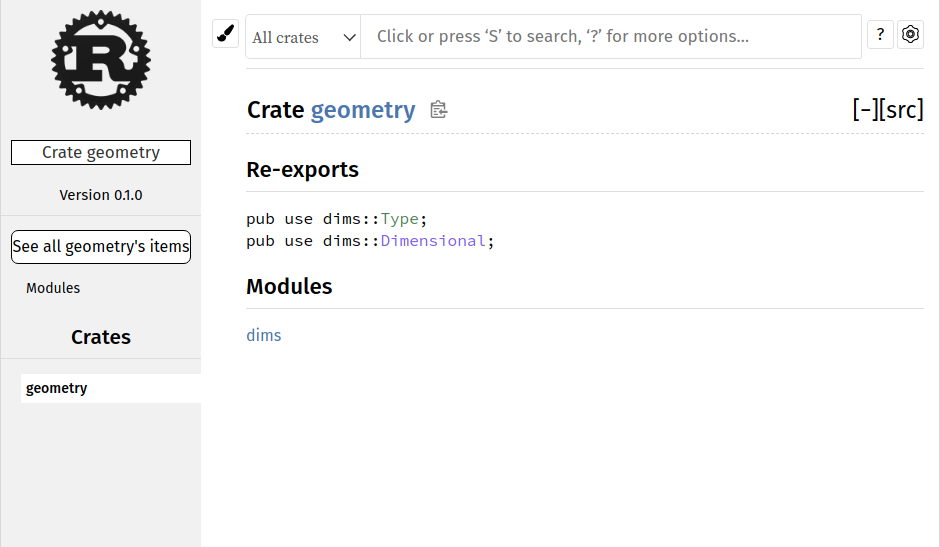 R
Crate geometry
Version 0.1.0
See all geometry's items
Modules
Crates
geometry
All crates
Click or press ‘S’ to search, ‘?’ for more options…
?
Crate geometry
[−][src]
Re-exports
pub use dims::Type;
pub use dims::Dimensional;
Modules
dims